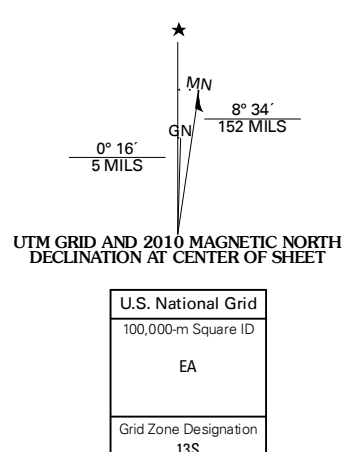 MN
8° 34´
152 MILS
GN
0° 16´
5 MILS
UTM GRID AND 2010 MAGNETIC NORTH
DECLINATION AT CENTER OF SHEET
U.S. National Grid
100,000-m Square ID
EA
Grid Zone Designation
13S